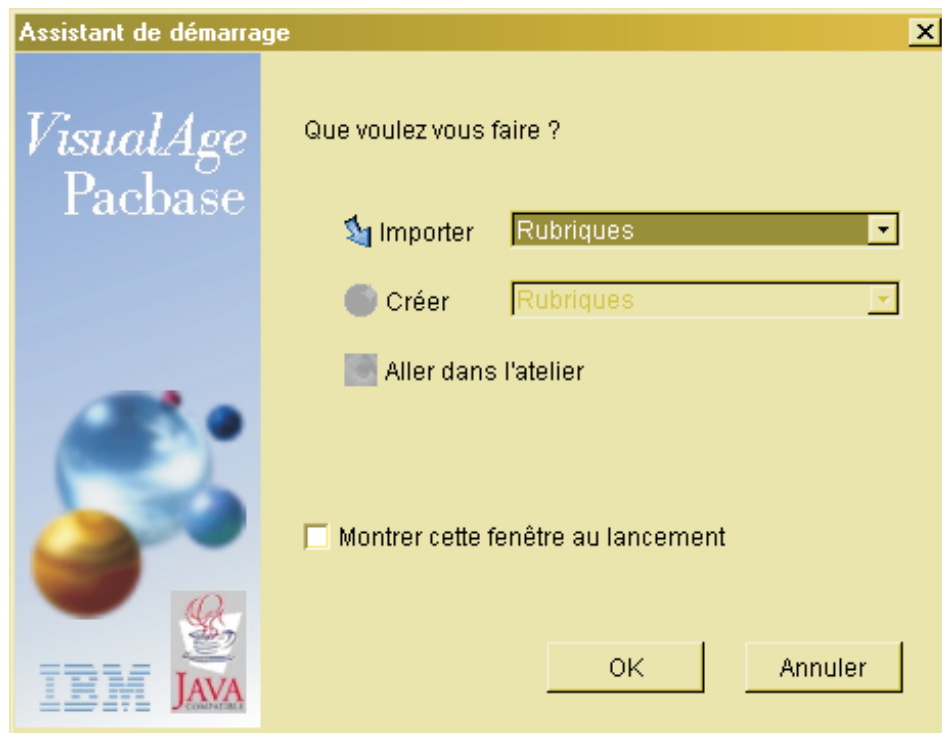 Assistant de démarrage
VisualAge
Pacbase
Que voulez vous faire ?
Importer Rubriques
Créer Rubriques
Aller dans l'atelier
Montrer cette fenêtre au lancement
IBM
JAVA
COMPATIBLE
OK Annuler